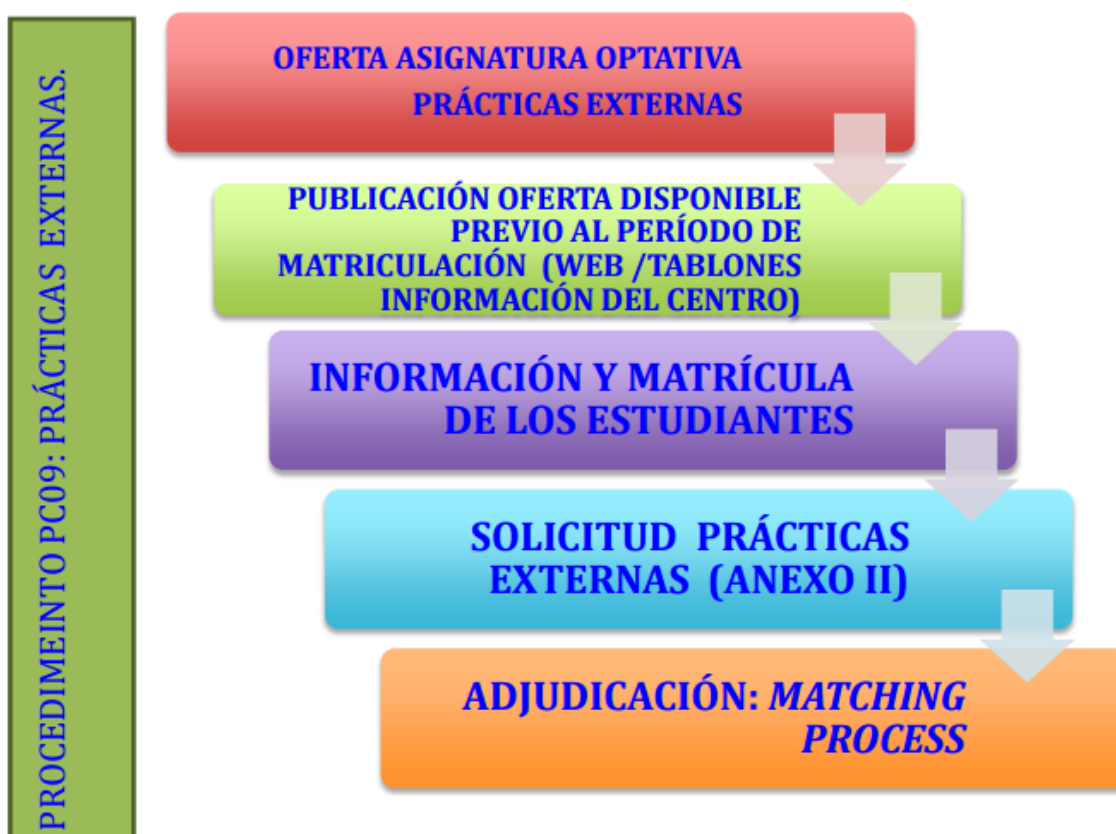 PROCEDIMEINTO PC09: PRÁCTICAS EXTERNAS.
OFERTA ASIGNATURA OPTATIVA
PRÁCTICAS EXTERNAS
PUBLICACIÓN OFERTA DISPONIBLE
PREVIO AL PERÍODO DE
MATRICULACIÓN (WEB /TABLONES
INFORMACIÓN DEL CENTRO)
INFORMACIÓN Y MATRÍCULA
DE LOS ESTUDIANTES
SOLICITUD PRÁCTICAS
EXTERNAS (ANEXO II)
ADJUDICACIÓN: MATCHING
PROCESS